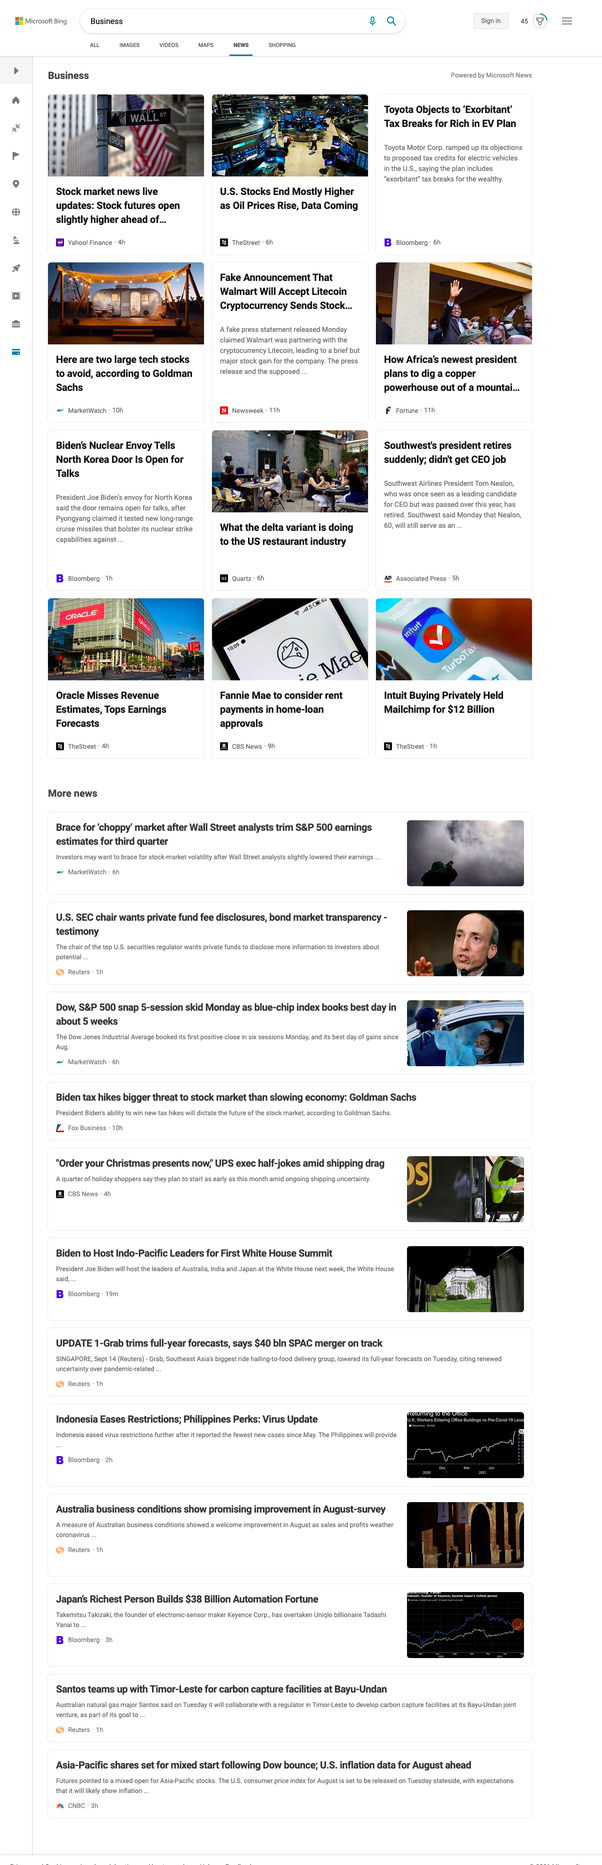 Microsoft Bing
Business
Sign in
45
ALL IMAGES VIDEOS MAPS NEWS SHOPPING
Business
Powered by Microsoft News
WALL ST
Stock market news live
updates: Stock futures open
slightly higher ahead of...
Yahoo! Finance · 4h
U.S. Stocks End Mostly Higher
as Oil Prices Rise, Data Coming
TheStreet · 6h
Toyota Objects to ‘Exorbitant’
Tax Breaks for Rich in EV Plan
Toyota Motor Corp. ramped up its objections
to proposed tax credits for electric vehicles
in the U.S., saying the plan includes
“exorbitant” tax breaks for the wealthy.
Bloomberg · 6h
Here are two large tech stocks
to avoid, according to Goldman
Sachs
MarketWatch · 10h
Fake Announcement That
Walmart Will Accept Litecoin
Cryptocurrency Sends Stock...
A fake press statement released Monday
claimed Walmart was partnering with the
cryptocurrency Litecoin, leading to a brief but
major stock gain for the company. The press
release and the supposed ...
Newsweek · 11h
How Africa’s newest president
plans to dig a copper
powerhouse out of a mountai...
Fortune · 11h
Biden’s Nuclear Envoy Tells
North Korea Door Is Open for
Talks
President Joe Biden’s envoy for North Korea
said the door remains open for talks, after
Pyongyang claimed it tested new long-range
cruise missiles that bolster its nuclear strike
capabilities against ...
Bloomberg · 1h
What the delta variant is doing
to the US restaurant industry
Quartz · 6h
Southwest's president retires
suddenly; didn't get CEO job
Southwest Airlines President Tom Nealon,
who was once seen as a leading candidate
for CEO but was passed over this year, has
retired. Southwest said Monday that Nealon,
60, will still serve as an ...
AP Associated Press · 5h
ORACLE
Oracle Misses Revenue
Estimates, Tops Earnings
Forecasts
TheStreet · 4h
Fannie Mae to consider rent
payments in home-loan
approvals
CBS News · 9h
intuit
TurboTax
Intuit Buying Privately Held
Mailchimp for $12 Billion
TheStreet · 1h
More news
Brace for ‘choppy’ market after Wall Street analysts trim S&P 500 earnings
estimates for third quarter
Investors may want to brace for stock-market volatility after Wall Street analysts slightly lowered their earnings ...
MarketWatch · 6h
U.S. SEC chair wants private fund fee disclosures, bond market transparency -
testimony
The chair of the top U.S. securities regulator wants private funds to disclose more information to investors about
potential ...
Reuters · 1h
Dow, S&P 500 snap 5-session skid Monday as blue-chip index books best day in
about 5 weeks
The Dow Jones Industrial Average booked its first positive close in six sessions Monday, and its best day of gains since
Aug.
MarketWatch · 6h
Biden tax hikes bigger threat to stock market than slowing economy: Goldman Sachs
President Biden's ability to win new tax hikes will dictate the future of the stock market, according to Goldman Sachs.
Fox Business · 10h
"Order your Christmas presents now," UPS exec half-jokes amid shipping drag
A quarter of holiday shoppers say they plan to start as early as this month amid ongoing shipping uncertainty.
CBS News · 4h
Biden to Host Indo-Pacific Leaders for First White House Summit
President Joe Biden will host the leaders of Australia, India and Japan at the White House next week, the White House
said, ...
Bloomberg · 19m
UPDATE 1-Grab trims full-year forecasts, says $40 bln SPAC merger on track
SINGAPORE, Sept 14 (Reuters) - Grab, Southeast Asia's biggest ride hailing-to-food delivery group, lowered its full-year forecasts on Tuesday, citing renewed
uncertainty over pandemic-related ...
Reuters · 1h
Indonesia Eases Restrictions; Philippines Perks: Virus Update
Indonesia eased virus restrictions further after it reported the fewest new cases since May. The Philippines will provide
...
Bloomberg · 2h
Returning to the Office
U.K. Workers Entering Office Buildings vs Pre-Covid-19 Level
Australia business conditions show promising improvement in August-survey
A measure of Australian business conditions showed a welcome improvement in August as sales and profits weather
coronavirus ...
Reuters · 1h
Japan’s Richest Person Builds $38 Billion Automation Fortune
Takemitsu Takizaki, the founder of electronic-sensor maker Keyence Corp., has overtaken Uniqlo billionaire Tadashi
Yanai to ...
Bloomberg · 3h
Santos teams up with Timor-Leste for carbon capture facilities at Bayu-Undan
Australian natural gas major Santos said on Tuesday it will collaborate with a regulator in Timor-Leste to develop carbon capture facilities at its Bayu-Undan joint
venture, as part of its goal to ...
Reuters · 1h
Asia-Pacific shares set for mixed start following Dow bounce; U.S. inflation data for August ahead
Futures pointed to a mixed open for Asia-Pacific stocks. The U.S. consumer price index for August is set to be released on Tuesday stateside, with expectations
that it will likely show inflation ...
CNBC · 3h